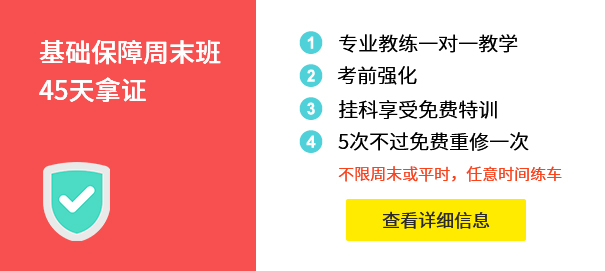 基础保障周末班
45天拿证
1 专业教练一对一教学
2 考前强化
3 挂科享受免费特训
4 5次不过免费重修一次
不限周末或平时，任意时间练车
查看详细信息